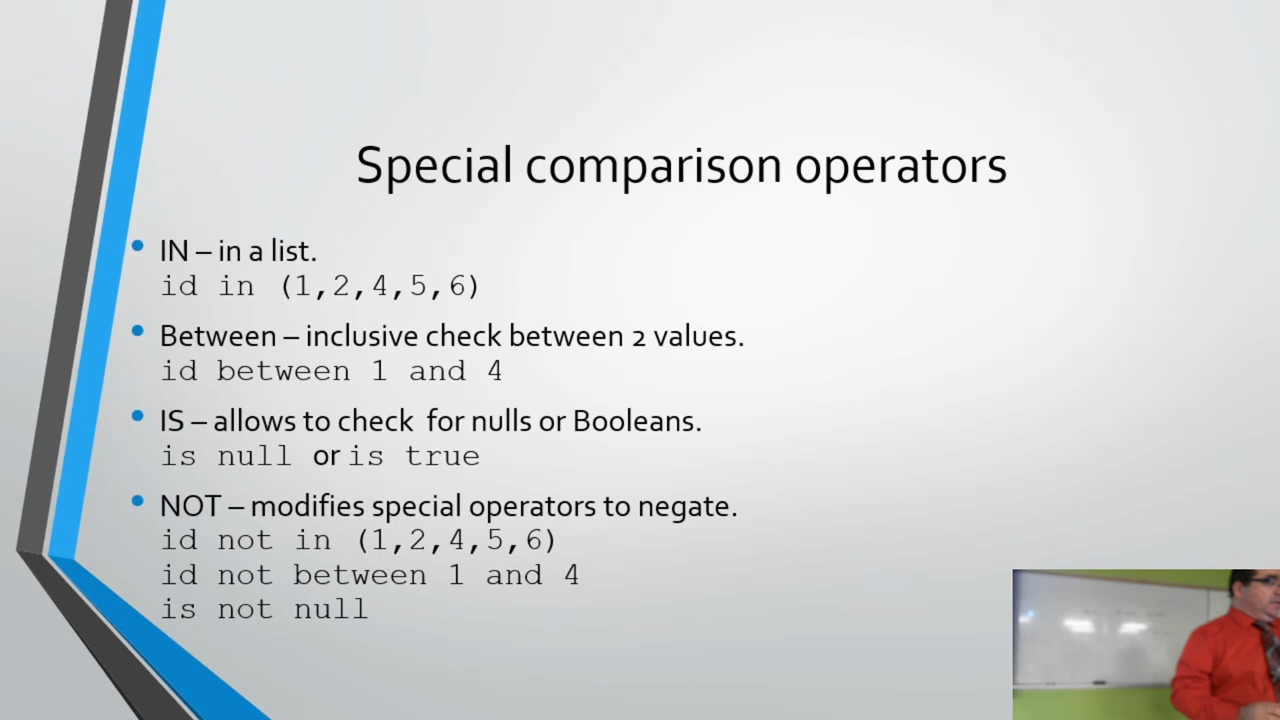 Special comparison operators
• IN – in a list.
id in (1,2,4,5,6)
• Between – inclusive check between 2 values.
id between 1 and 4
• IS – allows to check for nulls or Booleans.
is null or is true
• NOT – modifies special operators to negate.
id not in (1,2,4,5,6)
id not between 1 and 4
is not null